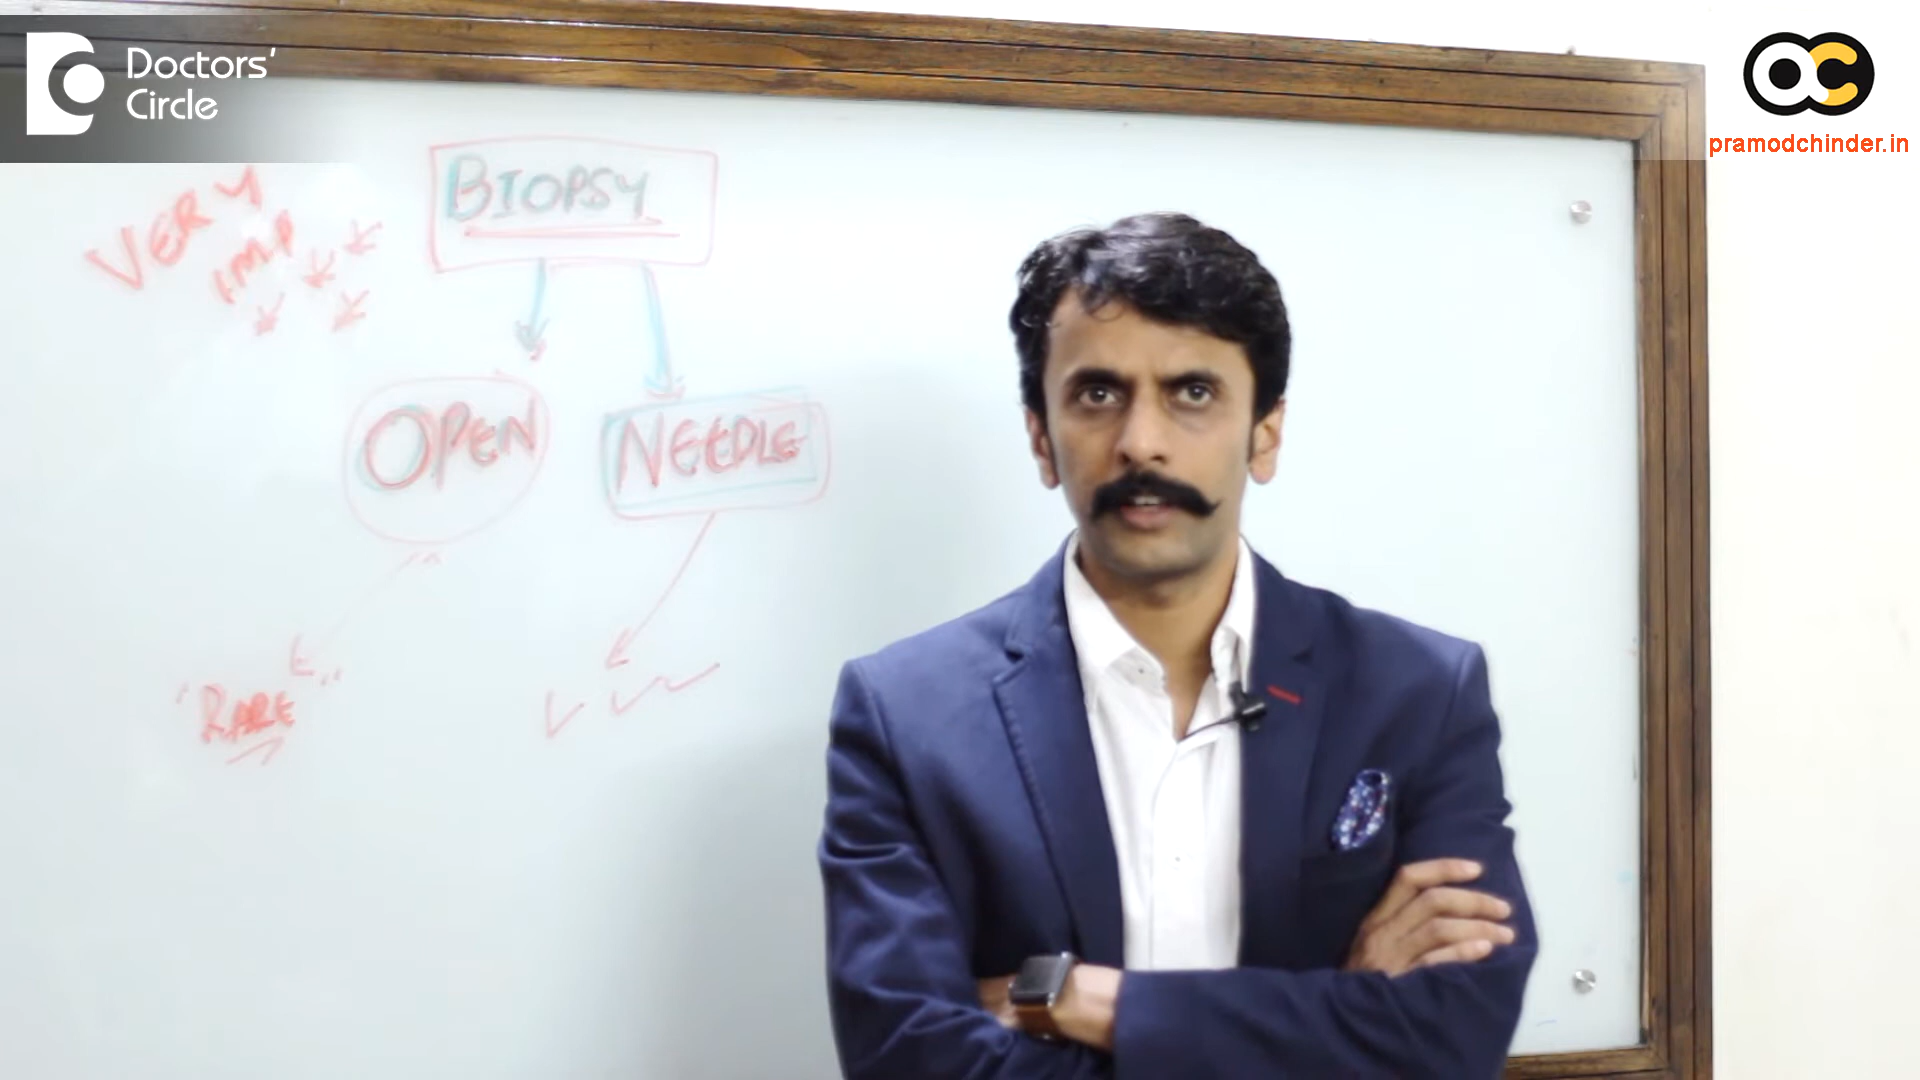 Doctors'
Circle
pramodchinder.in
VERY
IMP
BIOPSY
OPEN
NEEDLE
"RARE"